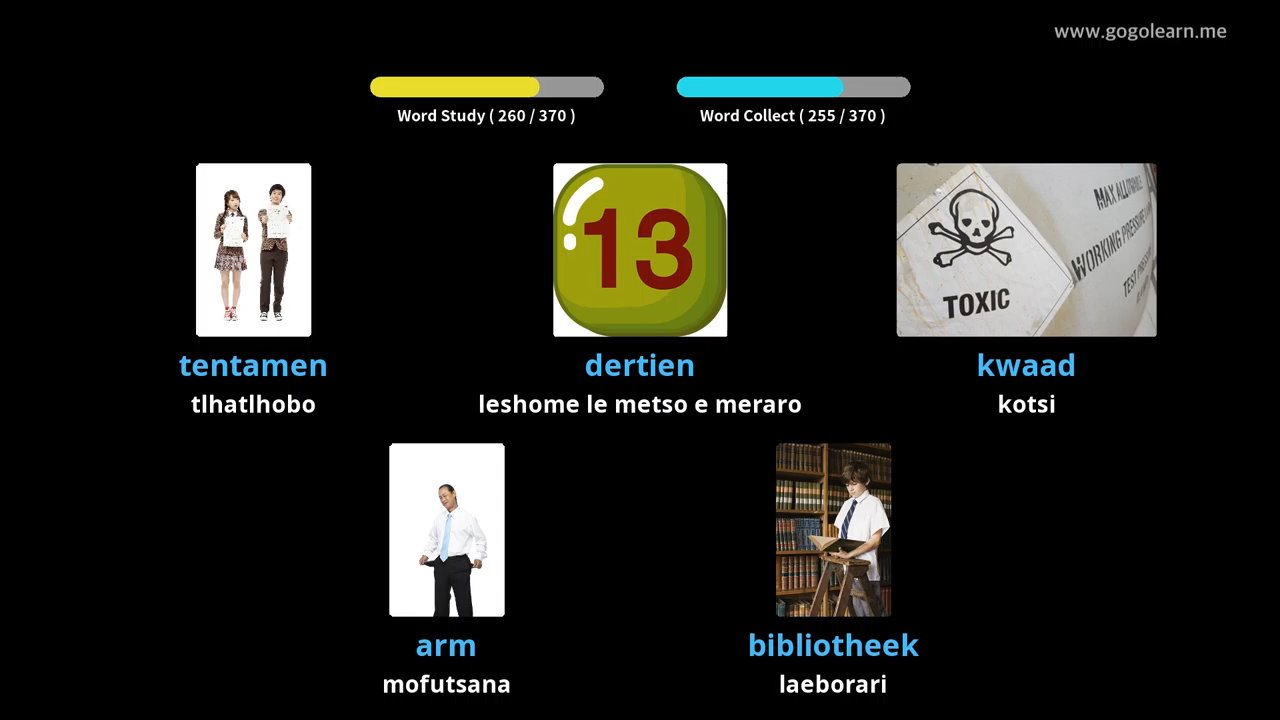 www.gogolearn.me
Word Study ( 260 / 370 )
Word Collect ( 255 / 370 )
13
TOXIC
MAX ALLOWABLE
WORKING PRESSURE
TEST PRES
tentamen
dertien
kwaad
tlhatlhobo
leshome le metso e meraro
kotsi
arm
bibliotheek
mofutsana
laeborari